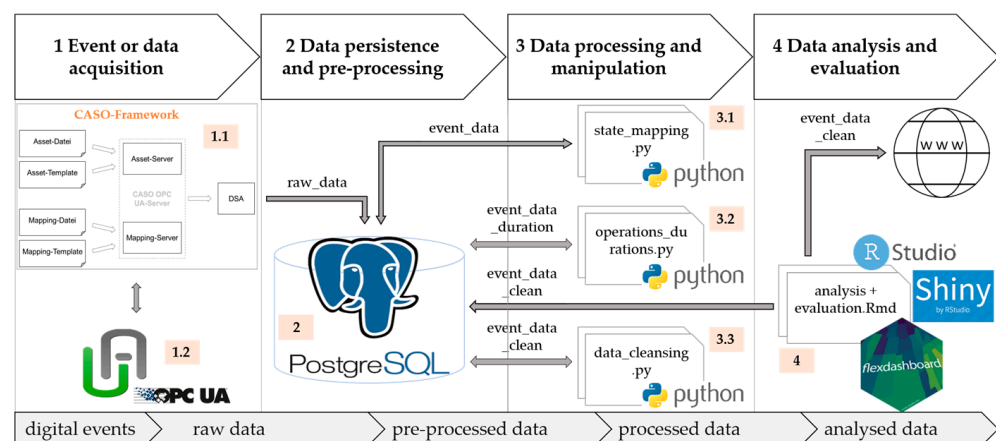 1 Event or data
acquisition
2 Data persistence
and pre-processing
3 Data processing and
manipulation
4 Data analysis and
evaluation
CASO-Framework
1.1
Asset-Datei
Asset-Template
Asset-Server
CASO OPC
UA-Server
DSA
Mapping-Datei
Mapping-Template
Mapping-Server
1.2
OPC UA
raw_data
event_data
2
PostgreSQL
event_data
_duration
event_data
_clean
event_data
_clean
3.1
state_mapping
.py
python
3.2
operations_du
rations.py
python
3.3
data_cleansing
.py
python
event_data
_clean
www
R Studio
analysis +
evaluation.Rmd
Shiny
by RStudio
4
flexdashboard
digital events
raw data
pre-processed data
processed data
analysed data